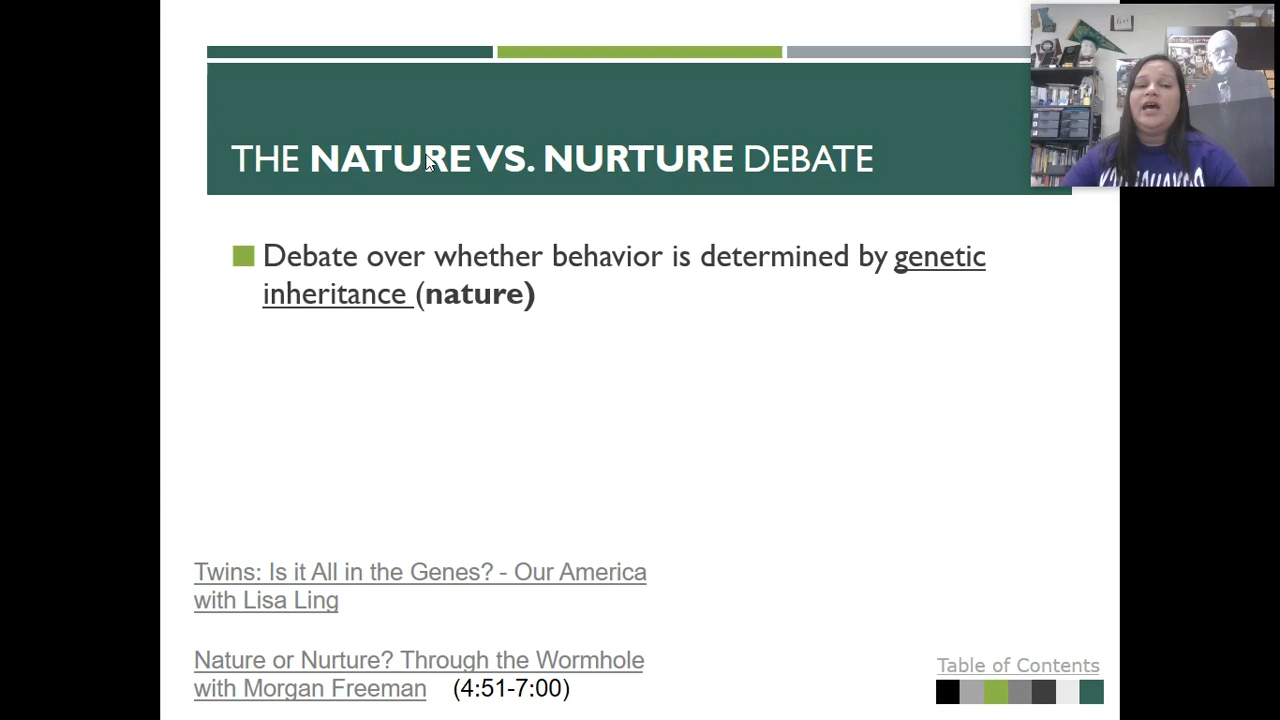 THE NATURE VS. NURTURE DEBATE
Debate over whether behavior is determined by genetic
inheritance (nature)
Twins: Is it All in the Genes? - Our America
with Lisa Ling
Nature or Nurture? Through the Wormhole
with Morgan Freeman (4:51-7:00)
Table of Contents